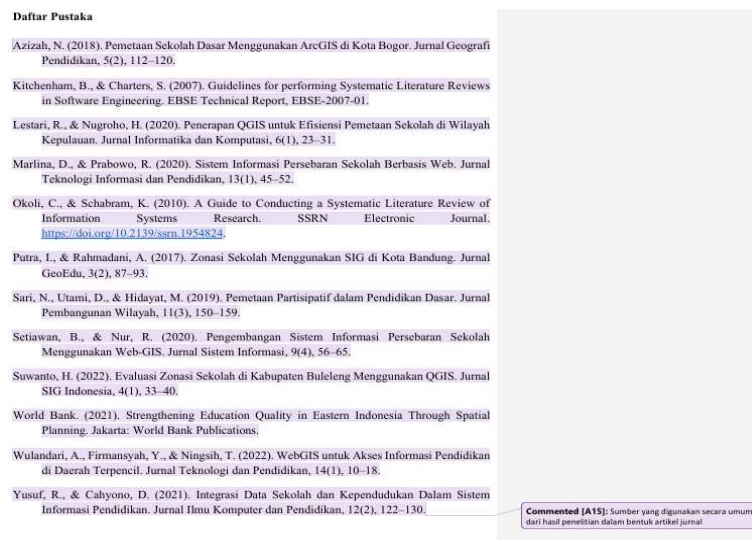 Daftar Pustaka
Azizah, N. (2018). Pemetaan Sekolah Dasar Menggunakan ArcGIS di Kota Bogor. Jurnal Geografi
Pendidikan, 5(2), 112–120.
Kitchenham, B., & Charters, S. (2007). Guidelines for performing Systematic Literature Reviews
in Software Engineering. EBSE Technical Report, EBSE-2007-01.
Lestari, R., & Nugroho, H. (2020). Penerapan QGIS untuk Efisiensi Pemetaan Sekolah di Wilayah
Kepulauan. Jurnal Informatika dan Komputasi, 6(1), 23–31.
Marlina, D., & Prabowo, R. (2020). Sistem Informasi Persebaran Sekolah Berbasis Web. Jurnal
Teknologi Informasi dan Pendidikan, 13(1), 45–52.
Okoli, C., & Schabram, K. (2010). A Guide to Conducting a Systematic Literature Review of
Information Systems Research. SSRN Electronic Journal.
https://doi.org/10.2139/ssrn.1954824.
Putra, I., & Rahmadani, A. (2017). Zonasi Sekolah Menggunakan SIG di Kota Bandung. Jurnal
GeoEdu, 3(2), 87–93.
Sari, N., Utami, D., & Hidayat, M. (2019). Pemetaan Partisipatif dalam Pendidikan Dasar. Jurnal
Pembangunan Wilayah, 11(3), 150–159.
Setiawan, B., & Nur, R. (2020). Pengembangan Sistem Informasi Persebaran Sekolah
Menggunakan Web-GIS. Jurnal Sistem Informasi, 9(4), 56–65.
Suwanto, H. (2022). Evaluasi Zonasi Sekolah di Kabupaten Buleleng Menggunakan QGIS. Jurnal
SIG Indonesia, 4(1), 33–40.
World Bank. (2021). Strengthening Education Quality in Eastern Indonesia Through Spatial
Planning. Jakarta: World Bank Publications.
Wulandari, A., Firmansyah, Y., & Ningsih, T. (2022). WebGIS untuk Akses Informasi Pendidikan
di Daerah Terpencil. Jurnal Teknologi dan Pendidikan, 14(1), 10–18.
Yusuf, R., & Cahyono, D. (2021). Integrasi Data Sekolah dan Kependudukan Dalam Sistem
Informasi Pendidikan. Jurnal Ilmu Komputer dan Pendidikan, 12(2), 122–130.
Commented [A15]: Sumber yang digunakan secara umum
dari hasil penelitian dalam bentuk artikel jurnal